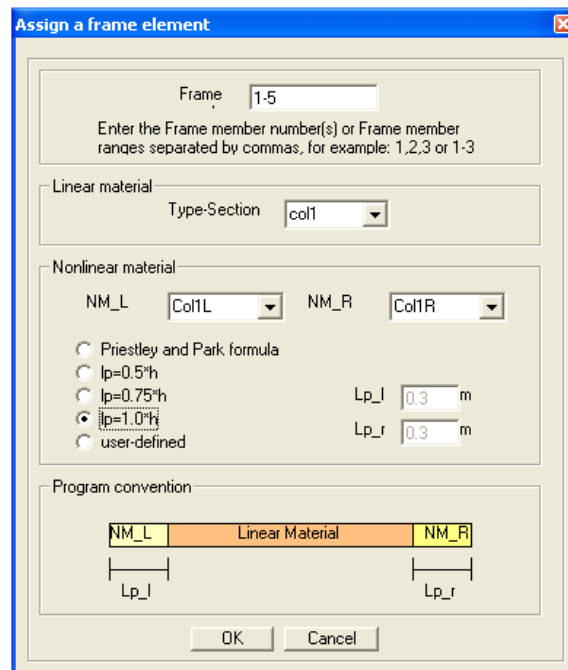 Assign a frame element
Frame 1-5
Enter the Frame member number(s) or Frame member
ranges separated by commas, for example: 1,2,3 or 1-3
Linear material
Type-Section col1
Nonlinear material
NM_L Col1L NM_R Col1R
Priestley and Park formula
lp=0.5*h
lp=0.75*h
Lp_l 0.3 m
lp=1.0*h
Lp_r 0.3 m
user-defined
Program convention
NM_L Linear Material NM_R
Lp_l Lp_r
OK Cancel